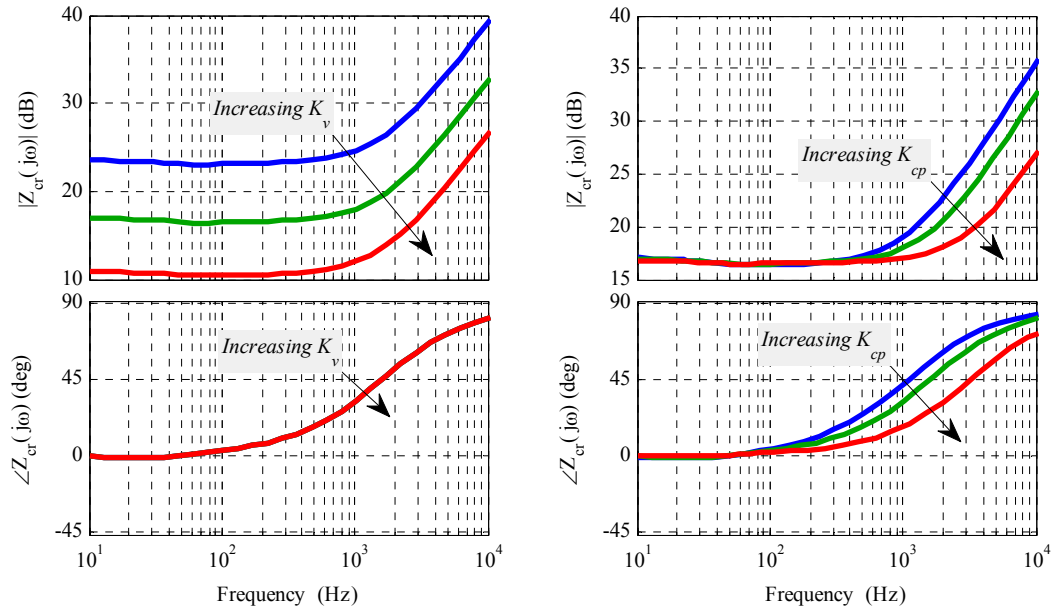 40
30
20
10
|Z_cr( jω)| (dB)
Increasing K_v
90
45
0
-45
∠Z_cr( jω) (deg)
Increasing K_v
10^1
10^2
10^3
10^4
Frequency (Hz)
40
35
30
25
20
15
|Z_cr( jω)| (dB)
Increasing K_cp
90
45
0
-45
∠Z_cr( jω) (deg)
Increasing K_cp
10^1
10^2
10^3
10^4
Frequency (Hz)